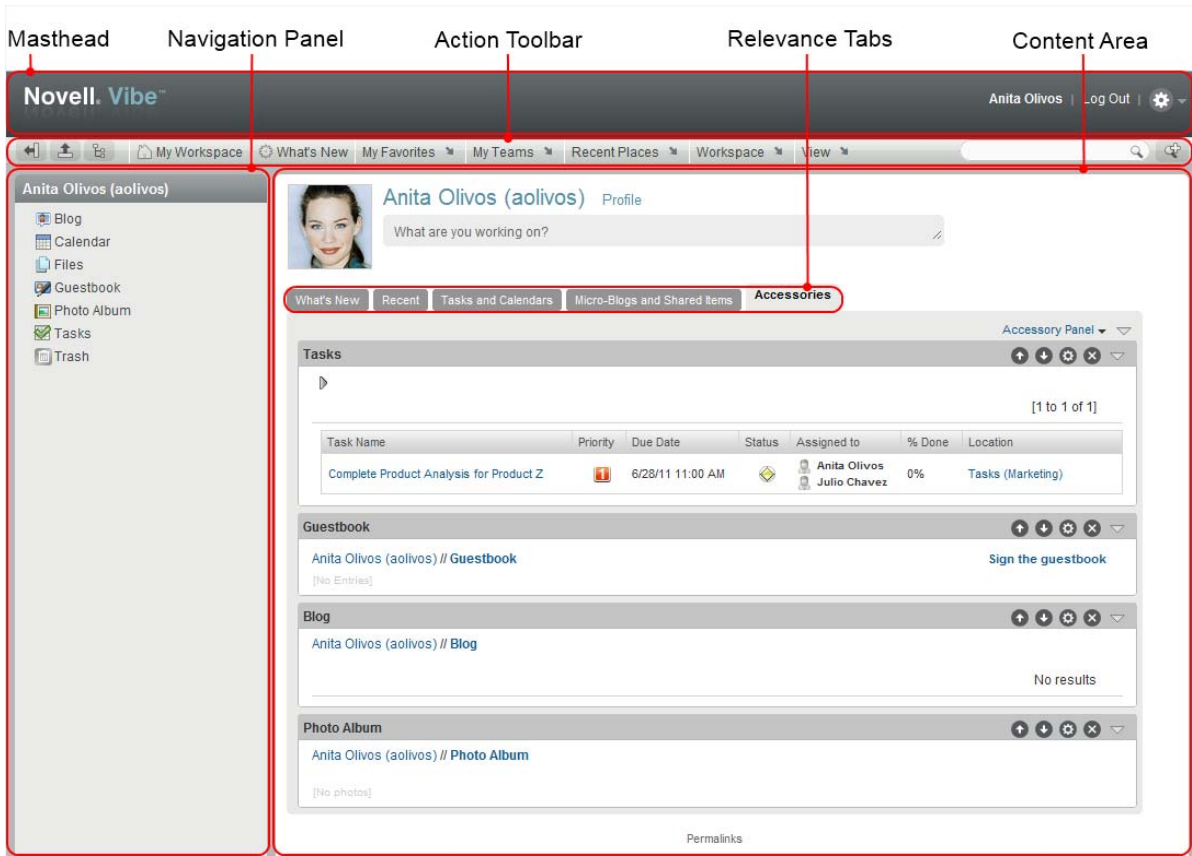 Masthead Navigation Panel Action Toolbar Relevance Tabs Content Area
Novell. Vibe™
Anita Olivos | Log Out |
My Workspace What's New My Favorites My Teams Recent Places Workspace View
Anita Olivos (aolivos)
Blog
Calendar
Files
Guestbook
Photo Album
Tasks
Trash
Anita Olivos (aolivos) Profile
What are you working on?
What's New Recent Tasks and Calendars Micro-Blogs and Shared Items Accessories
Accessory Panel
Tasks
[1 to 1 of 1]
Task Name Priority Due Date Status Assigned to % Done Location
Complete Product Analysis for Product Z 6/28/11 11:00 AM Anita Olivos Julio Chavez 0% Tasks (Marketing)
Guestbook
Anita Olivos (aolivos) // Guestbook Sign the guestbook
[No Entries]
Blog
Anita Olivos (aolivos) // Blog
No results
Photo Album
Anita Olivos (aolivos) // Photo Album
[No photos]
Permalinks